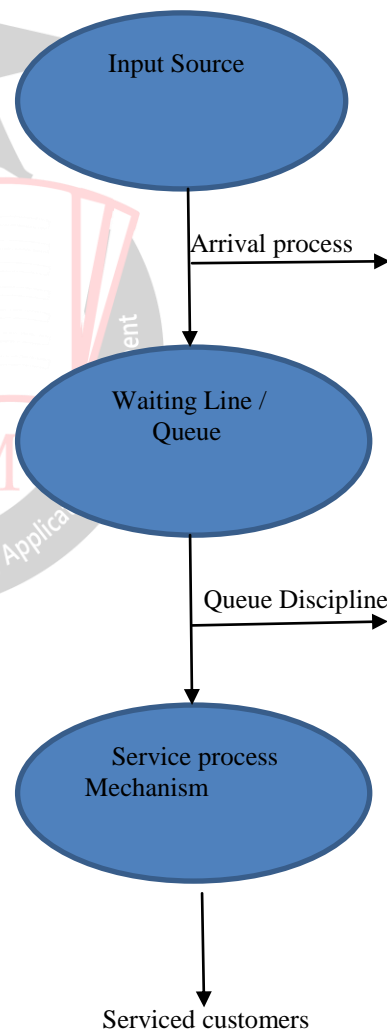 Input Source
Arrival process
Waiting Line /
Queue
Queue Discipline
Service process
Mechanism
Serviced customers